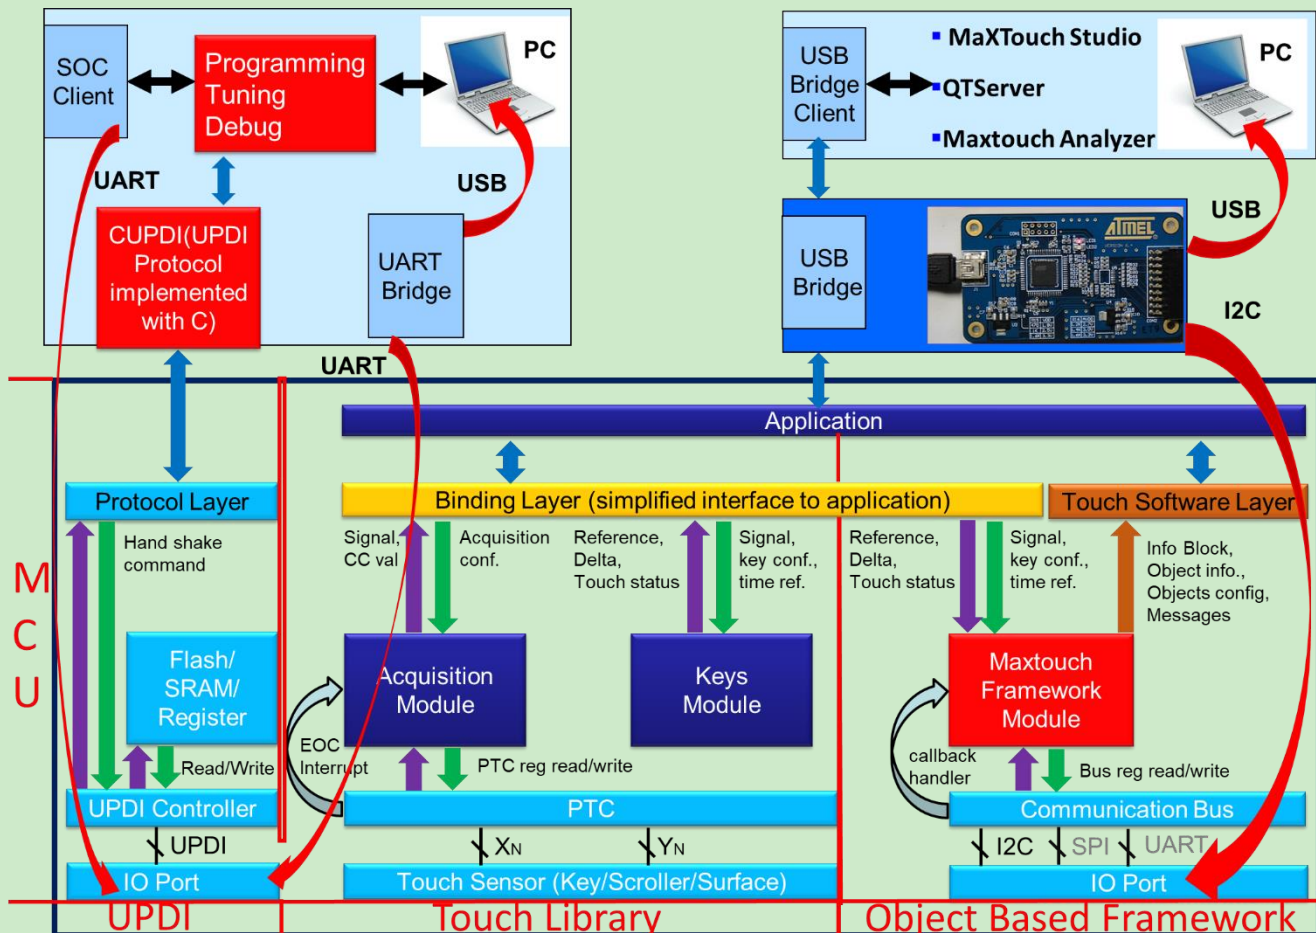 SOC
Client
Programming
Tuning
Debug
PC
UART
USB
CUPDI(UPDI
Protocol
implemented
with C)
UART
Bridge
UART
USB
Bridge
Client
MaXTouch Studio
QTServer
Maxtouch Analyzer
PC
USB
USB
Bridge
ATMEL
I2C
MCU
Application
Protocol Layer
Binding Layer (simplified interface to application)
Touch Software Layer
Hand shake
command
Signal,
CC val
Acquisition
conf.
Reference,
Delta,
Touch status
Signal,
key conf.,
time ref.
Reference,
Delta,
Touch status
Signal,
key conf.,
time ref.
Info Block,
Object info.,
Objects config,
Messages
Flash/
SRAM/
Register
Acquisition
Module
Keys
Module
Maxtouch
Framework
Module
Read/Write
EOC
Interrupt
PTC reg read/write
callback
handler
Bus reg read/write
UPDI Controller
PTC
Communication Bus
UPDI
XN
YN
I2C
SPI
UART
IO Port
Touch Sensor (Key/Scroller/Surface)
IO Port
UPDI
Touch Library
Object Based Framework